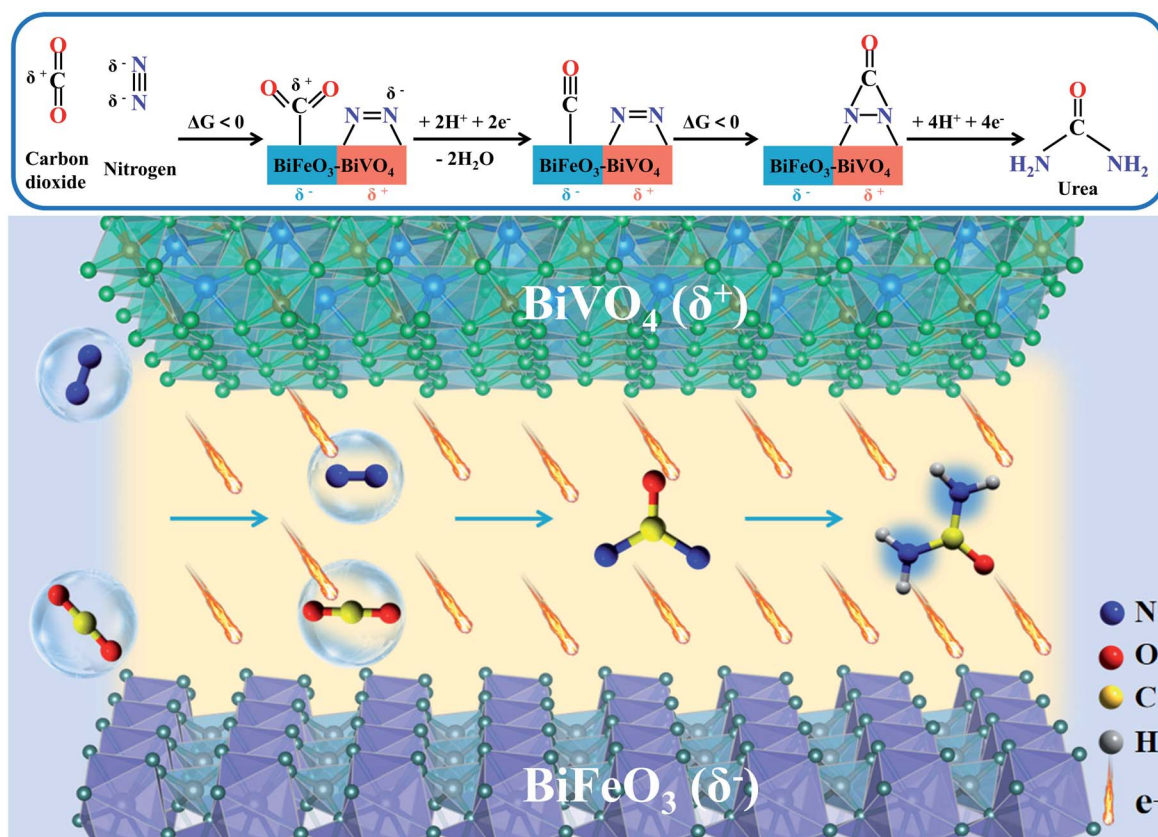 O
δ+ C
O
Carbon
dioxide
δ- N
δ- N
Nitrogen
ΔG < 0
O C δ+ O
N=N δ-
BiFeO3-BiVO4
δ- δ+
+ 2H+ + 2e-
- 2H2O
O
C
N=N
BiFeO3-BiVO4
δ- δ+
ΔG < 0
O
C
N-N
BiFeO3-BiVO4
δ- δ+
+ 4H+ + 4e-
O
C
H2N NH2
Urea
BiVO4 (δ+)
N
O
C
H
e-
BiFeO3 (δ-)